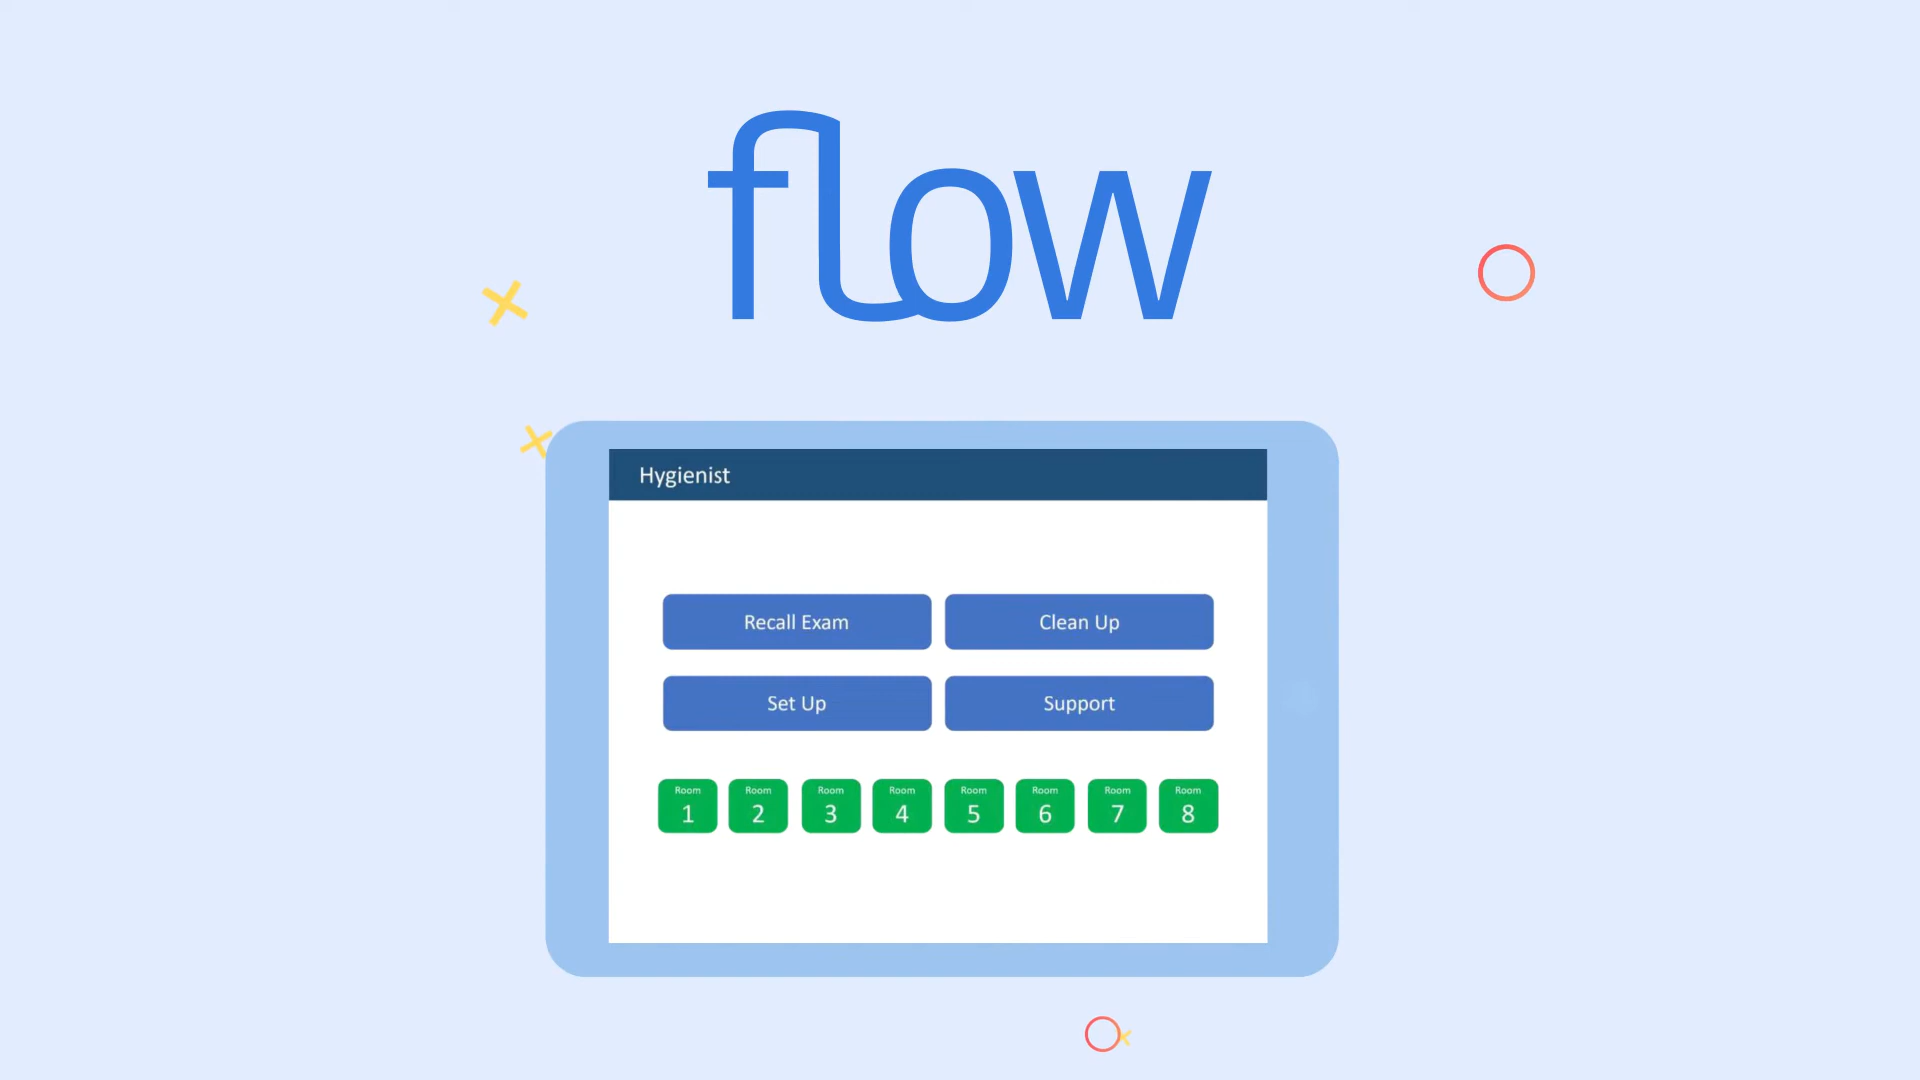 flow
Hygienist
Recall Exam
Clean Up
Set Up
Support
Room 1
Room 2
Room 3
Room 4
Room 5
Room 6
Room 7
Room 8